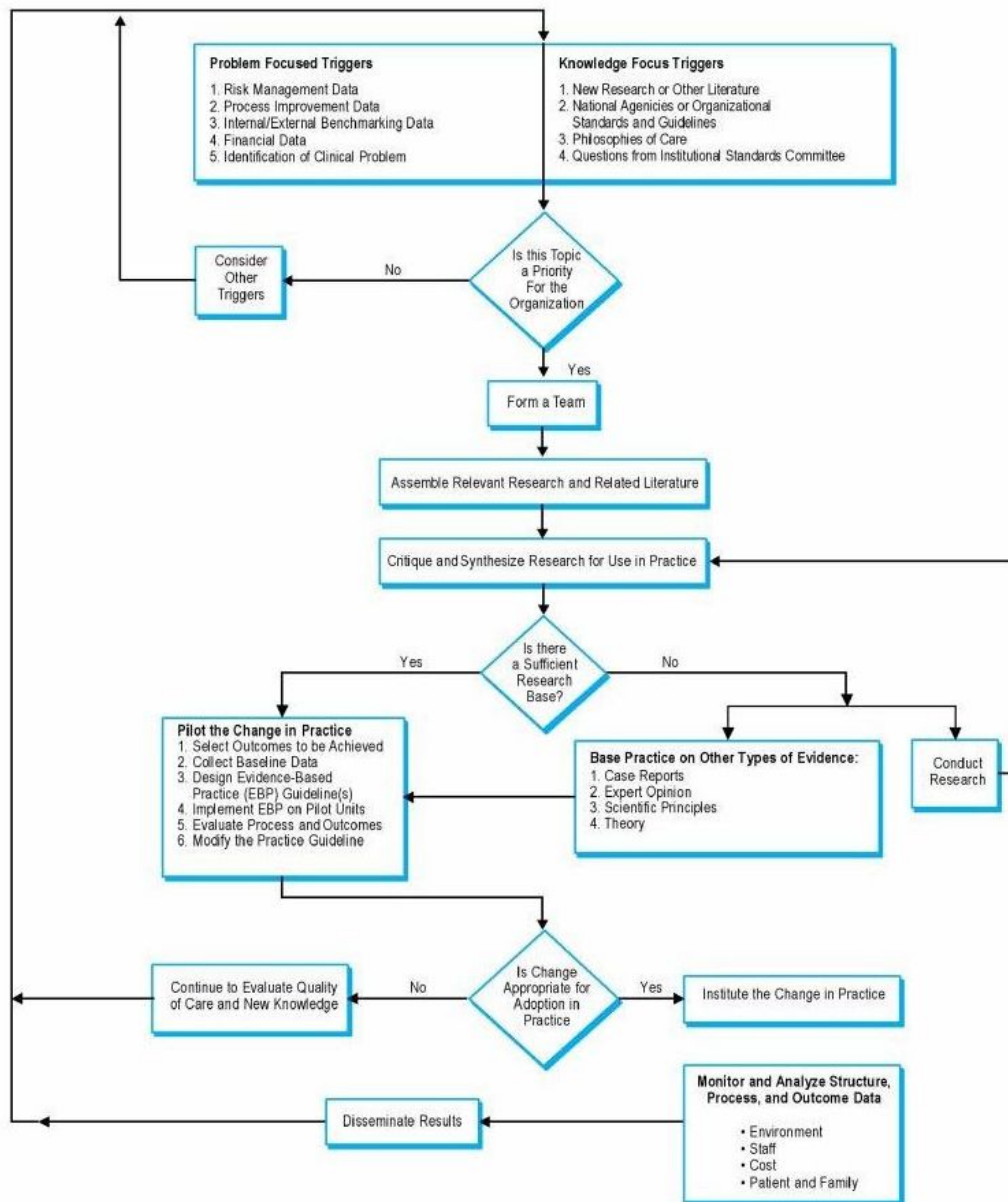 Problem Focused Triggers
1. Risk Management Data
2. Process Improvement Data
3. Internal/External Benchmarking Data
4. Financial Data
5. Identification of Clinical Problem
Knowledge Focus Triggers
1. New Research or Other Literature
2. National Agencies or Organizational
Standards and Guidelines
3. Philosophies of Care
4. Questions from Institutional Standards Committee
Is this Topic
a Priority
For the
Organization
No
Consider
Other
Triggers
Yes
Form a Team
Assemble Relevant Research and Related Literature
Critique and Synthesize Research for Use in Practice
Is there
a Sufficient
Research
Base?
Yes
No
Pilot the Change in Practice
1. Select Outcomes to be Achieved
2. Collect Baseline Data
3. Design Evidence-Based
Practice (EBP) Guideline(s)
4. Implement EBP on Pilot Units
5. Evaluate Process and Outcomes
6. Modify the Practice Guideline
Base Practice on Other Types of Evidence:
1. Case Reports
2. Expert Opinion
3. Scientific Principles
4. Theory
Conduct
Research
Is Change
Appropriate for
Adoption in
Practice
No
Continue to Evaluate Quality
of Care and New Knowledge
Yes
Institute the Change in Practice
Monitor and Analyze Structure,
Process, and Outcome Data
• Environment
• Staff
• Cost
• Patient and Family
Disseminate Results